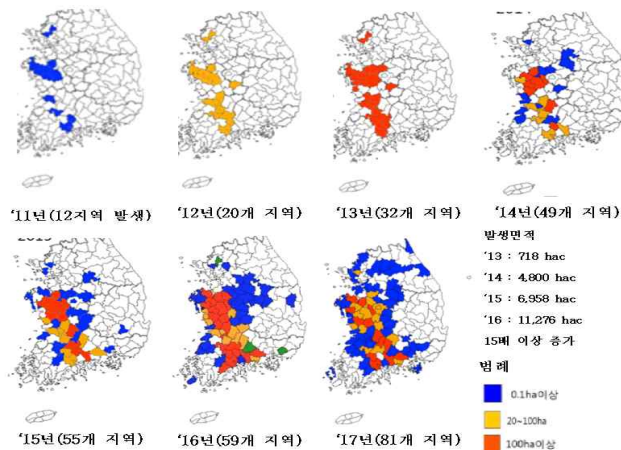 '11년(12지역 발생)
'12년(20개 지역)
'13년(32개 지역)
'14년(49개 지역)
발생면적
'13 : 718 hac
'14 : 4,800 hac
'15 : 6,958 hac
'16 : 11,276 hac
15배 이상 증가
범례
0.1ha이상
20~100ha
100ha이상
'15년(55개 지역)
'16년(59개 지역)
'17년(81개 지역)